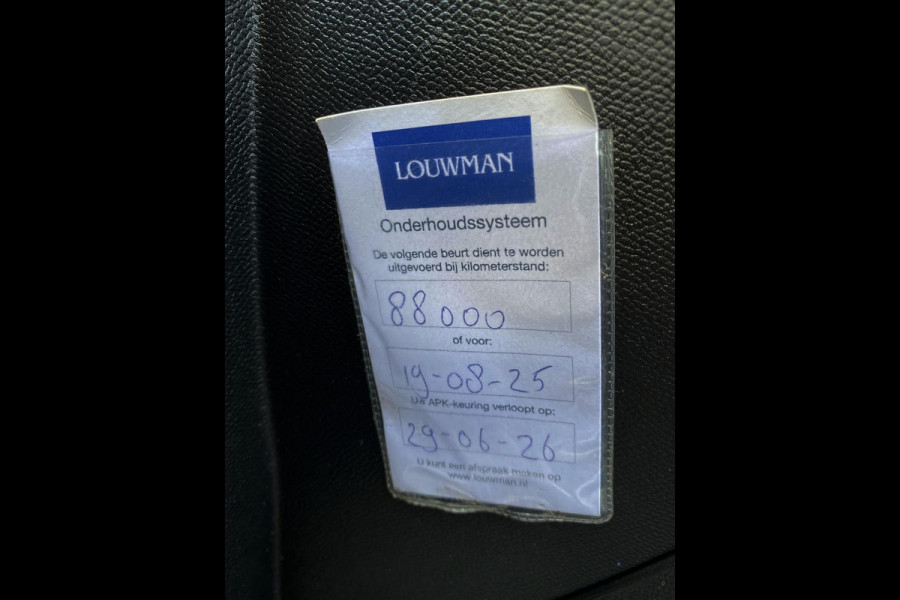 LOUWMAN
Onderhoudssysteem
De volgende beurt dient te worden
uitgevoerd bij kilometerstand:
88000
of voor:
19-08-25
Uw APK-keuring verloopt op:
29-06-26
U kunt een afspraak maken op
www.louwman.nl